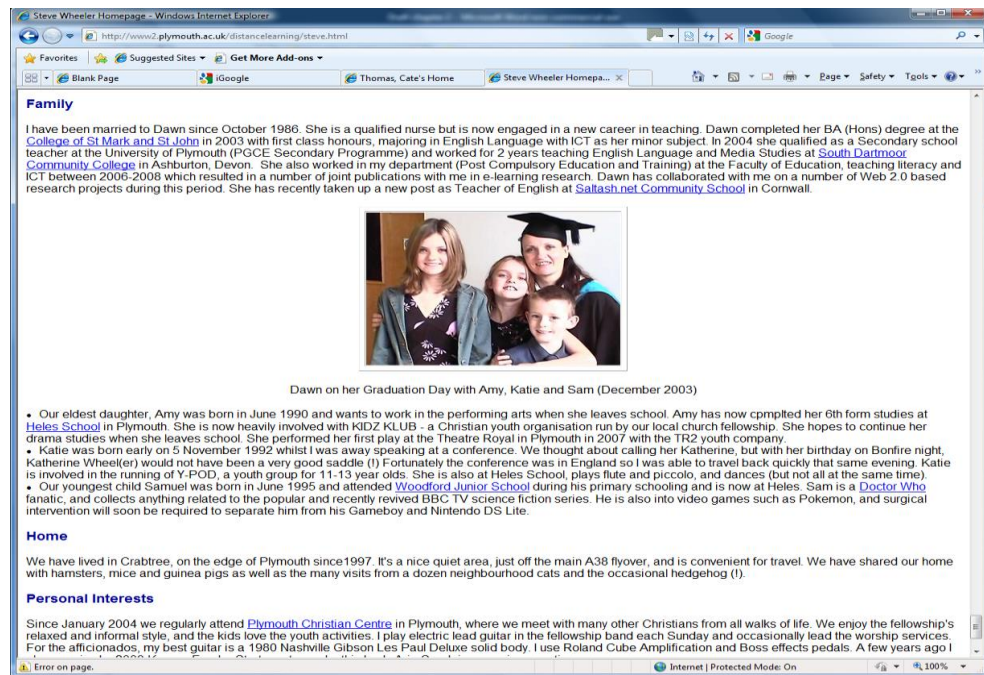 Steve Wheeler Homepage - Windows Internet Explorer
http://www2.plymouth.ac.uk/distancelearning/steve.html
Google
Favorites Suggested Sites Get More Add-ons
Blank Page Google Thomas, Cate's Home Steve Wheeler Homepa... Page Safety Tools
Family
I have been married to Dawn since October 1986. She is a qualified nurse but is now engaged in a new career in teaching. Dawn completed her BA (Hons) degree at the
College of St Mark and St John in 2003 with first class honours, majoring in English Language with ICT as her minor subject. In 2004 she qualified as a Secondary school
teacher at the University of Plymouth (PGCE Secondary Programme) and worked for 2 years teaching English Language and Media Studies at South Dartmoor
Community College in Ashburton, Devon. She also worked in my department (Post Compulsory Education and Training) at the Faculty of Education, teaching literacy and
ICT between 2006-2008 which resulted in a number of joint publications with me in e-learning research. Dawn has collaborated with me on a number of Web 2.0 based
research projects during this period. She has recently taken up a new post as Teacher of English at Saltash.net Community School in Cornwall.
Dawn on her Graduation Day with Amy, Katie and Sam (December 2003)
• Our eldest daughter, Amy was born in June 1990 and wants to work in the performing arts when she leaves school. Amy has now cpmplted her 6th form studies at
Heles School in Plymouth. She is now heavily involved with KIDZ KLUB - a Christian youth organisation run by our local church fellowship. She hopes to continue her
drama studies when she leaves school. She performed her first play at the Theatre Royal in Plymouth in 2007 with the TR2 youth company.
• Katie was born early on 5 November 1992 whilst I was away speaking at a conference. We thought about calling her Katherine, but with her birthday on Bonfire night,
Katherine Wheel(er) would not have been a very good saddle (!) Fortunately the conference was in England so I was able to travel back quickly that same evening. Katie
is involved in the running of Y-POD, a youth group for 11-13 year olds. She is also at Heles School, plays flute and piccolo, and dances (but not all at the same time).
• Our youngest child Samuel was born in June 1995 and attended Woodford Junior School during his primary schooling and is now at Heles. Sam is a Doctor Who
fanatic, and collects anything related to the popular and recently revived BBC TV science fiction series. He is also into video games such as Pokemon, and surgical
intervention will soon be required to separate him from his Gameboy and Nintendo DS Lite.
Home
We have lived in Crabtree, on the edge of Plymouth since1997. It's a nice quiet area, just off the main A38 flyover, and is convenient for travel. We have shared our home
with hamsters, mice and guinea pigs as well as the many visits from a dozen neighbourhood cats and the occasional hedgehog (!).
Personal Interests
Since January 2004 we regularly attend Plymouth Christian Centre in Plymouth, where we meet with many other Christians from all walks of life. We enjoy the fellowship's
relaxed and informal style, and the kids love the youth activities. I play electric lead guitar in the fellowship band each Sunday and occasionally lead the worship services.
For the afficionados, my best guitar is a 1980 Nashville Gibson Les Paul Deluxe solid body. I use Roland Cube Amplification and Boss effects pedals. A few years ago I
Error on page. Internet | Protected Mode: On 100%